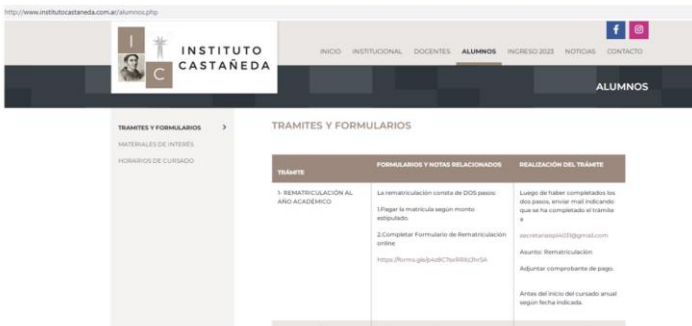 http://www.institutocastaneda.com.ar/alumnos.php
I
C
INSTITUTO
CASTAÑEDA
INICIO INSTITUCIONAL DOCENTES ALUMNOS INGRESO 2023 NOTICIAS CONTACTO
ALUMNOS
TRAMITES Y FORMULARIOS
MATERIALES DE INTERÉS
HORARIOS DE CURSADO
TRAMITES Y FORMULARIOS
TRÁMITE
FORMULARIOS Y NOTAS RELACIONADOS
REALIZACIÓN DEL TRÁMITE
1- REMATRICULACIÓN AL
AÑO ACADÉMICO
La rematriculación consta de DOS pasos:
1.Pagar la matrícula según monto
estipulado.
2.Completar Formulario de Rematriculación
online
Luego de haber completados los
dos pasos, enviar mail indicando
que se ha completado el trámite
a
secretariaispi4031@gmail.com
Asunto: Rematriculación
Adjuntar comprobante de pago.
Antes del inicio del cursado anual
según fecha indicada.